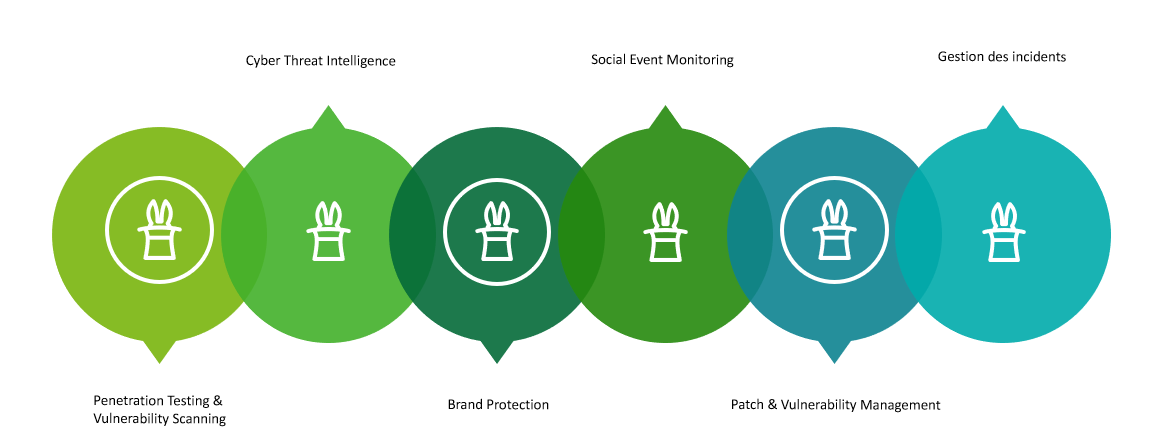 Cyber Threat Intelligence
Social Event Monitoring
Gestion des incidents
Penetration Testing &
Vulnerability Scanning
Brand Protection
Patch & Vulnerability Management